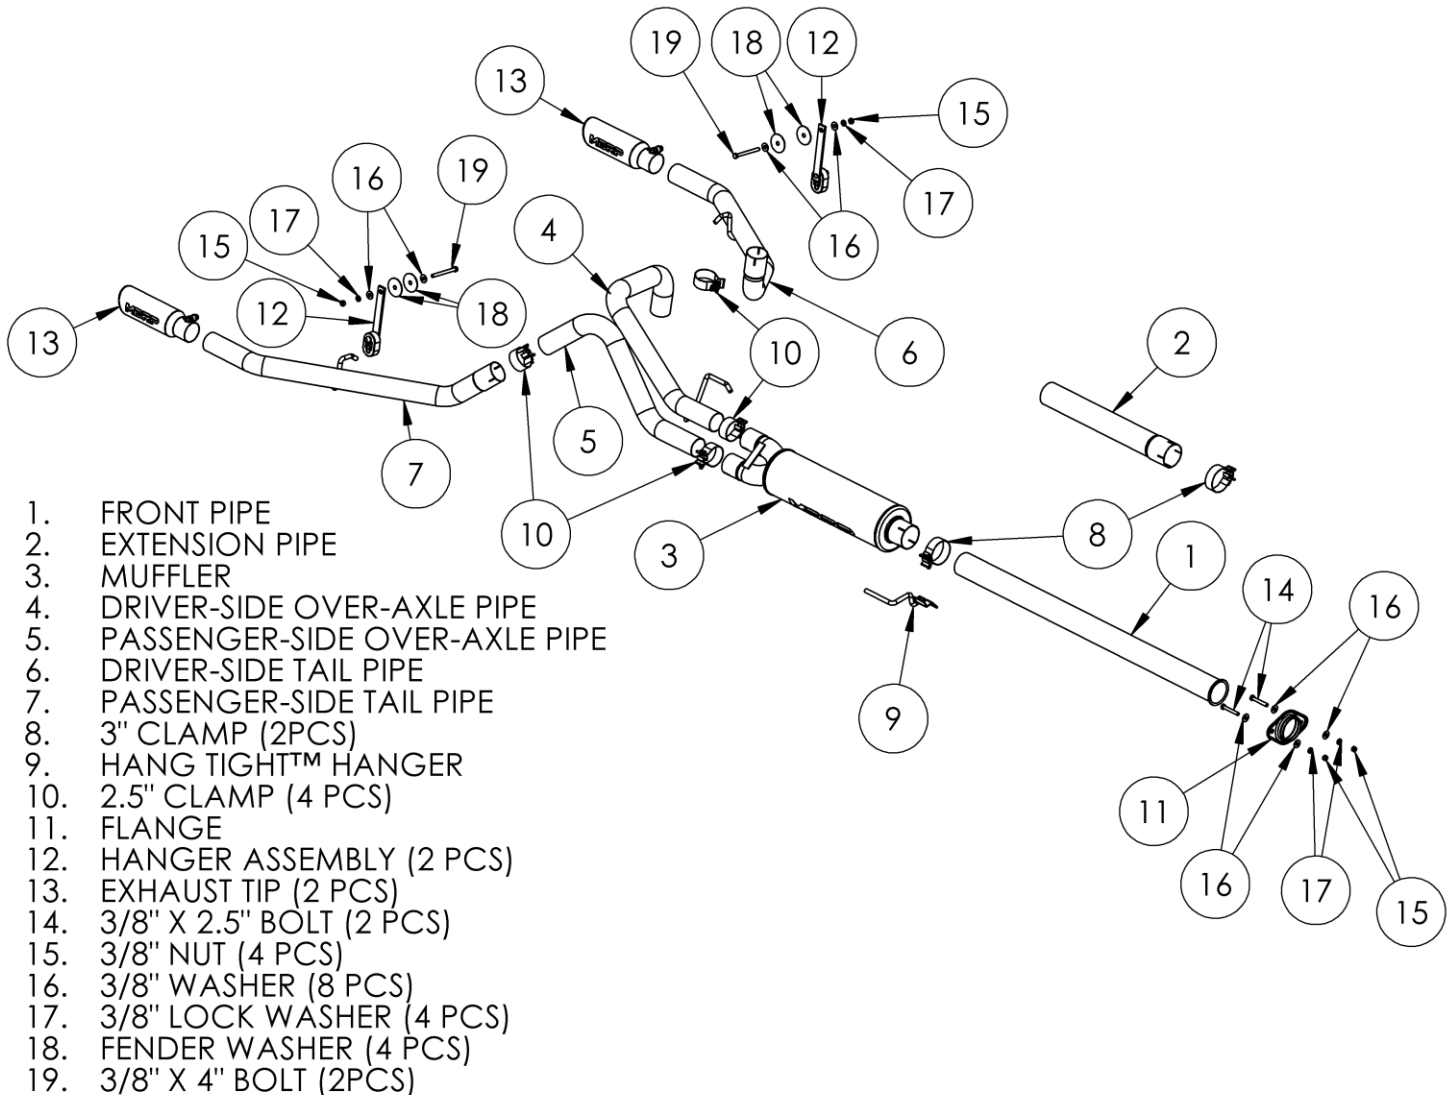 19 18 12
13 15
16 19
17 4 17
15 16
12 18
13 10 6 2
5
7
10 3 8 1
14 16
9
11
16 17 15
1. FRONT PIPE
2. EXTENSION PIPE
3. MUFFLER
4. DRIVER-SIDE OVER-AXLE PIPE
5. PASSENGER-SIDE OVER-AXLE PIPE
6. DRIVER-SIDE TAIL PIPE
7. PASSENGER-SIDE TAIL PIPE
8. 3" CLAMP (2PCS)
9. HANG TIGHT™ HANGER
10. 2.5" CLAMP (4 PCS)
11. FLANGE
12. HANGER ASSEMBLY (2 PCS)
13. EXHAUST TIP (2 PCS)
14. 3/8" X 2.5" BOLT (2 PCS)
15. 3/8" NUT (4 PCS)
16. 3/8" WASHER (8 PCS)
17. 3/8" LOCK WASHER (4 PCS)
18. FENDER WASHER (4 PCS)
19. 3/8" X 4" BOLT (2PCS)